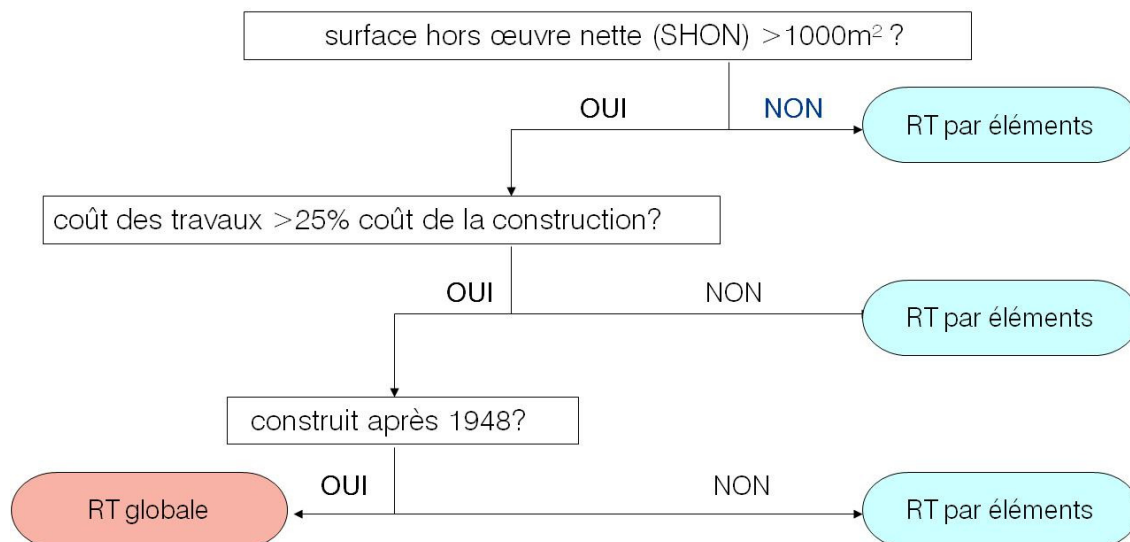 surface hors œuvre nette (SHON) >1000m² ?
OUI
NON
RT par éléments
coût des travaux >25% coût de la construction?
OUI
NON
RT par éléments
construit après 1948?
OUI
NON
RT globale
RT par éléments